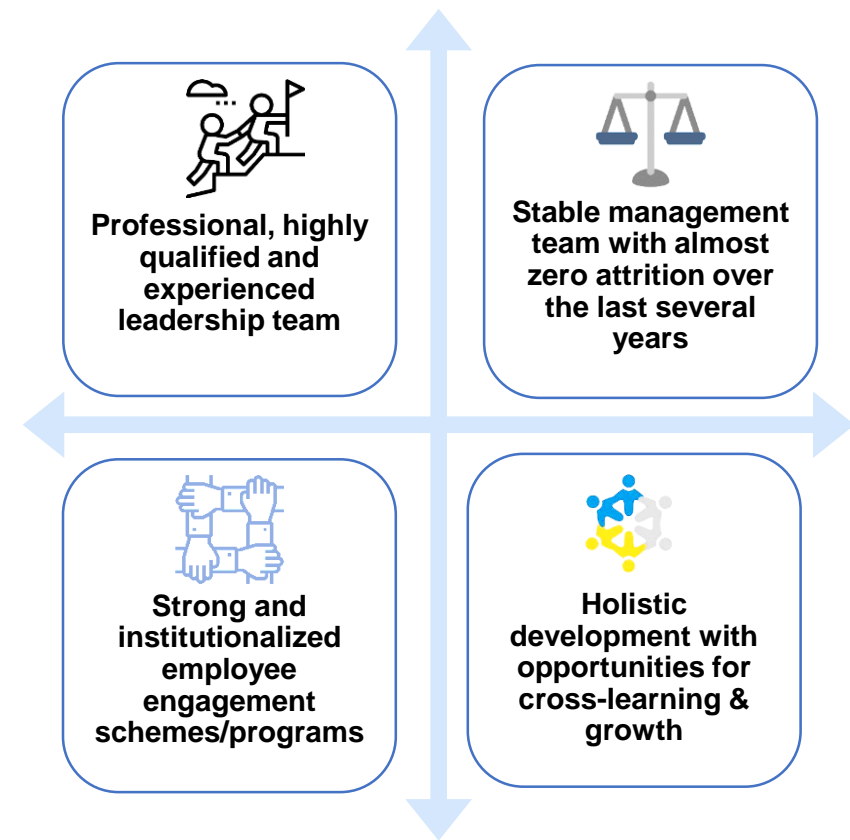 Professional, highly
qualified and
experienced
leadership team
Stable management
team with almost
zero attrition over
the last several
years
Strong and
institutionalized
employee
engagement
schemes/programs
Holistic
development with
opportunities for
cross-learning &
growth